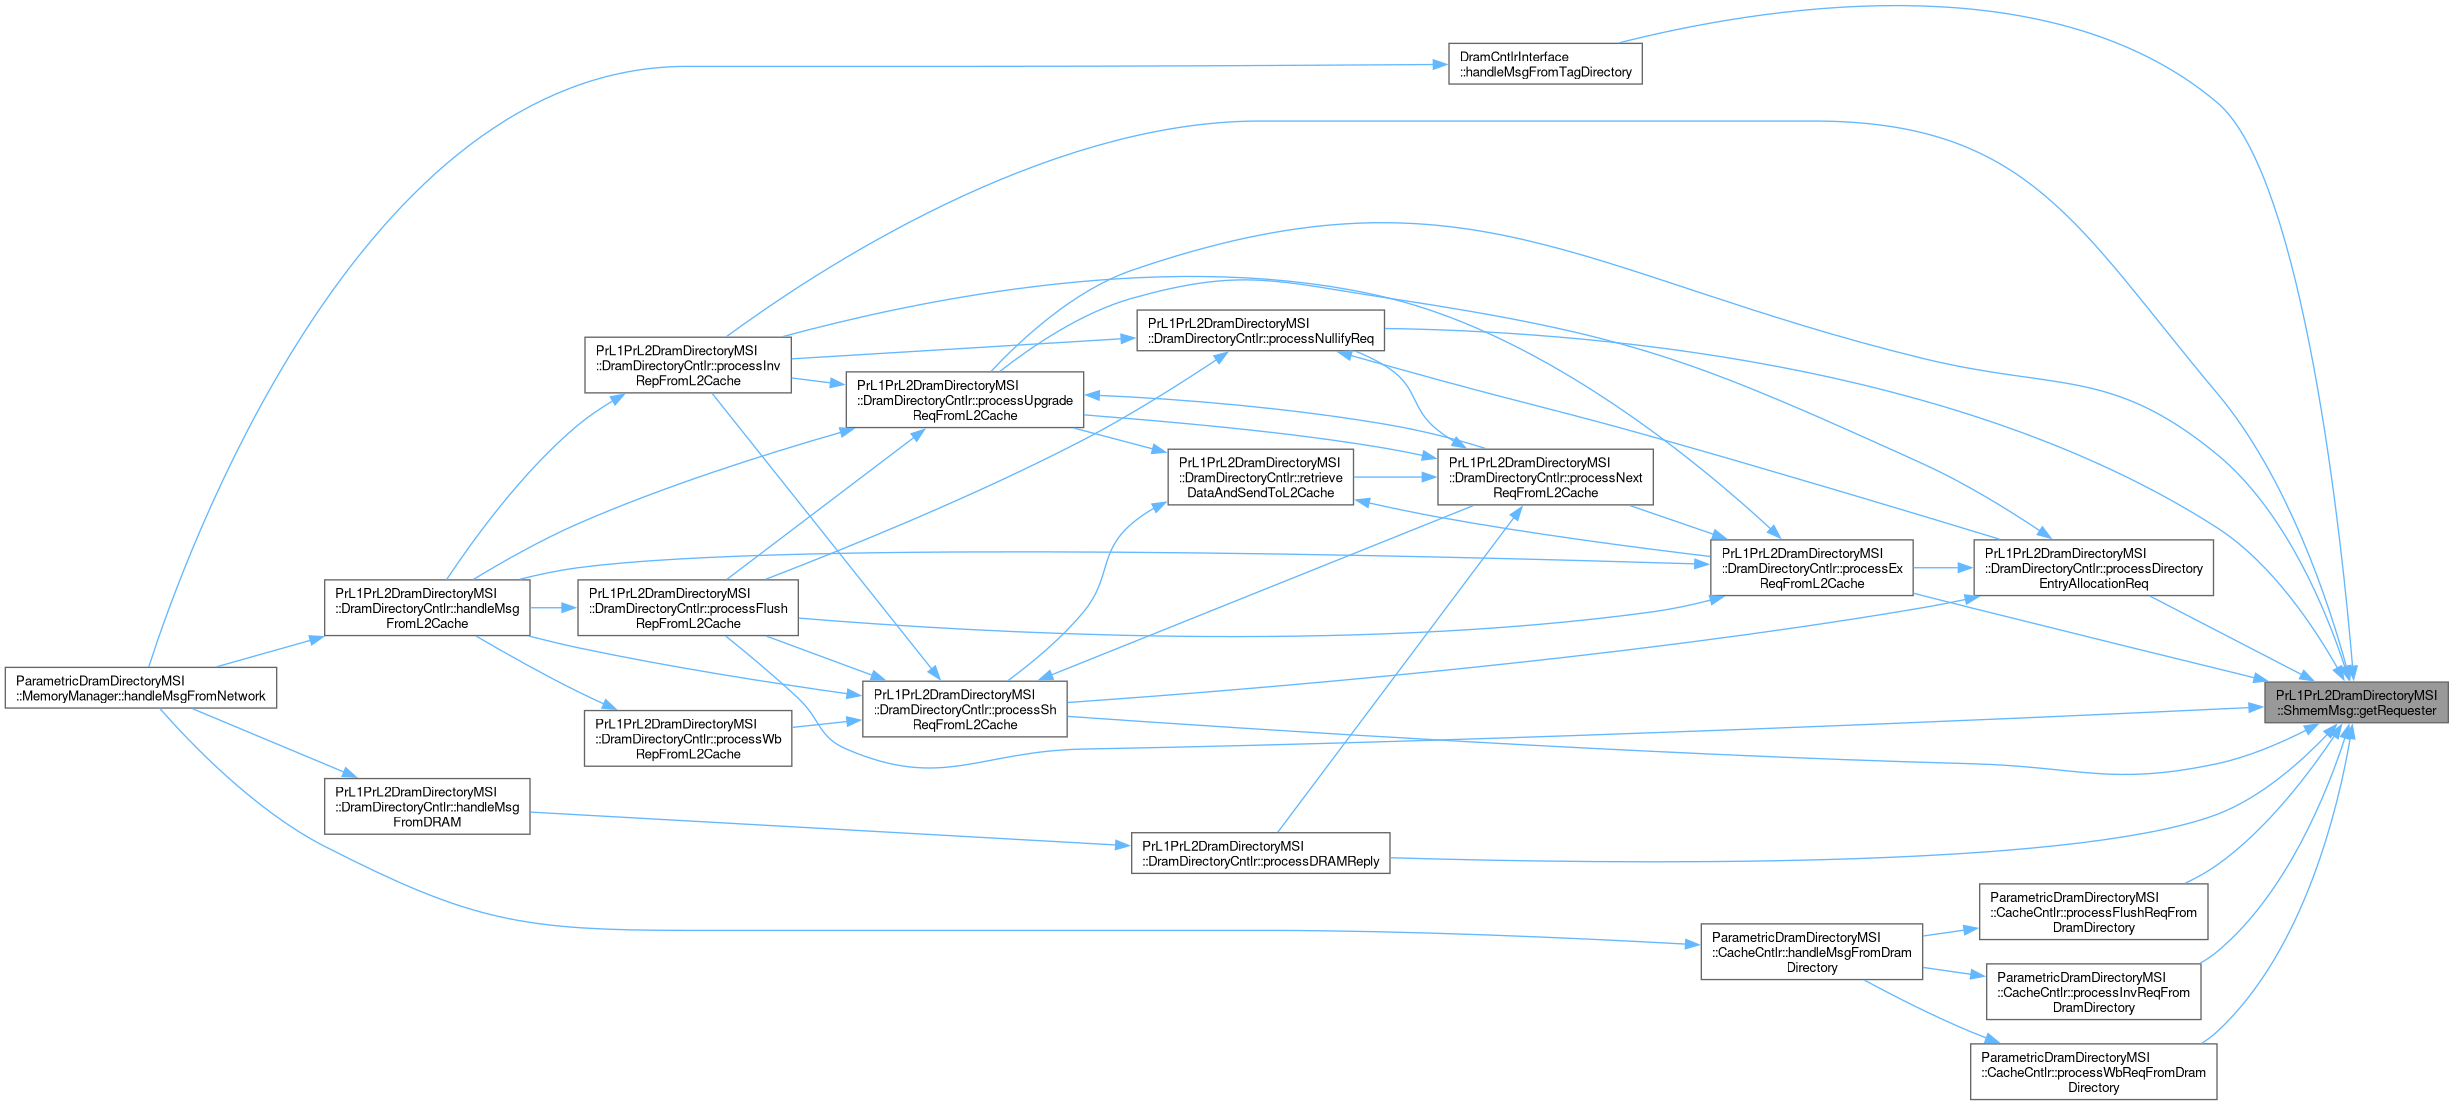 DramCntlrInterface
::handleMsgFromTagDirectory
PrL1PrL2DramDirectoryMSI
::DramDirectoryCntlr::processNullifyReq
PrL1PrL2DramDirectoryMSI
::DramDirectoryCntlr::processInv
RepFromL2Cache
PrL1PrL2DramDirectoryMSI
::DramDirectoryCntlr::processUpgrade
ReqFromL2Cache
PrL1PrL2DramDirectoryMSI
::DramDirectoryCntlr::retrieve
DataAndSendToL2Cache
PrL1PrL2DramDirectoryMSI
::DramDirectoryCntlr::processNext
ReqFromL2Cache
PrL1PrL2DramDirectoryMSI
::DramDirectoryCntlr::processEx
ReqFromL2Cache
PrL1PrL2DramDirectoryMSI
::DramDirectoryCntlr::processDirectory
EntryAllocationReq
PrL1PrL2DramDirectoryMSI
::DramDirectoryCntlr::handleMsg
FromL2Cache
PrL1PrL2DramDirectoryMSI
::DramDirectoryCntlr::processFlush
RepFromL2Cache
ParametricDramDirectoryMSI
::MemoryManager::handleMsgFromNetwork
PrL1PrL2DramDirectoryMSI
::DramDirectoryCntlr::processSh
ReqFromL2Cache
PrL1PrL2DramDirectoryMSI
::ShmemMsg::getRequester
PrL1PrL2DramDirectoryMSI
::DramDirectoryCntlr::processWb
RepFromL2Cache
PrL1PrL2DramDirectoryMSI
::DramDirectoryCntlr::handleMsg
FromDRAM
PrL1PrL2DramDirectoryMSI
::DramDirectoryCntlr::processDRAMReply
ParametricDramDirectoryMSI
::CacheCntlr::processFlushReqFrom
DramDirectory
ParametricDramDirectoryMSI
::CacheCntlr::handleMsgFromDram
Directory
ParametricDramDirectoryMSI
::CacheCntlr::processInvReqFrom
DramDirectory
ParametricDramDirectoryMSI
::CacheCntlr::processWbReqFromDram
Directory